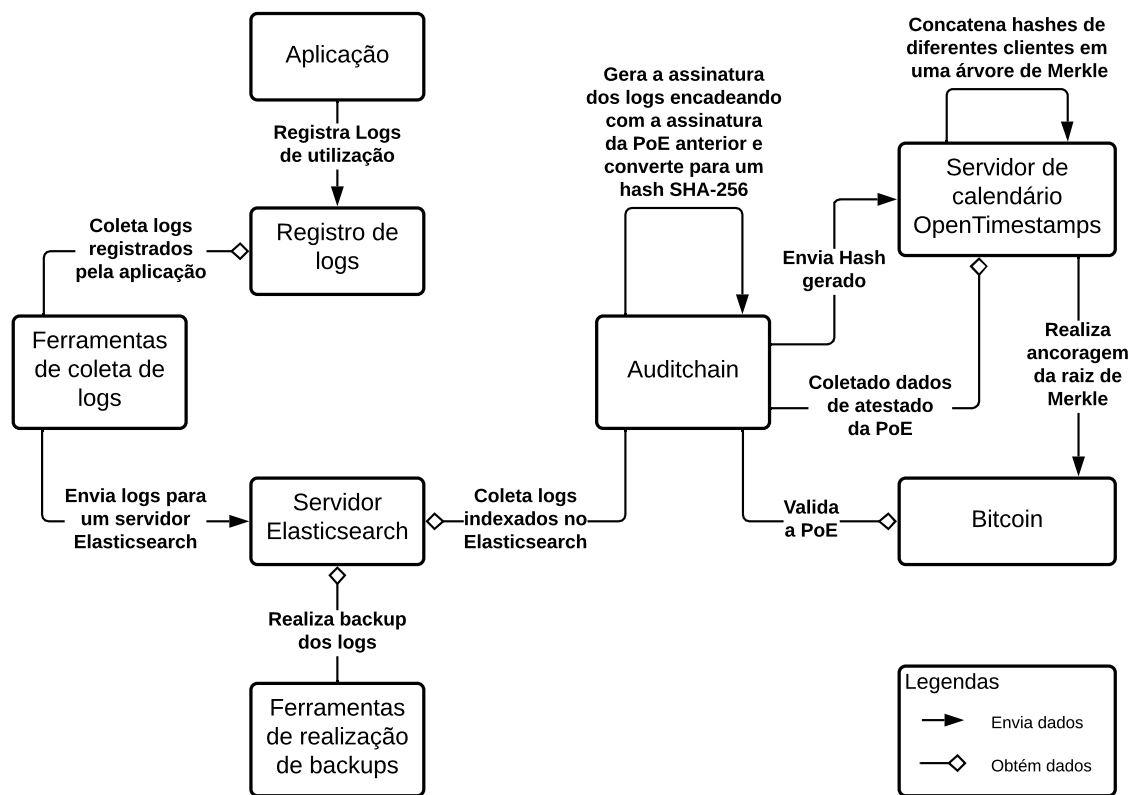 Aplicação
Registra Logs
de utilização
Registro de
logs
Coleta logs
registrados
pela aplicação
Ferramentas
de coleta de
logs
Envia logs para
um servidor
Elasticsearch
Servidor
Elasticsearch
Realiza backup
dos logs
Ferramentas
de realização
de backups
Coleta logs
indexados no
Elasticsearch
Gera a assinatura
dos logs encadeando
com a assinatura
da PoE anterior e
converte para um
hash SHA-256
Auditchain
Envia Hash
gerado
Coletado dados
de atestado
da PoE
Valida
a PoE
Concatena hashes de
diferentes clientes em
uma árvore de Merkle
Servidor de
calendário
OpenTimestamps
Realiza
ancoragem
da raiz de
Merkle
Bitcoin
Legendas
Envia dados
Obtém dados